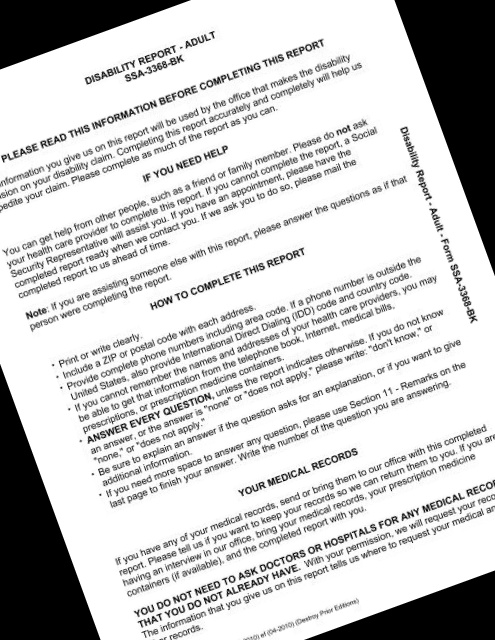 DISABILITY REPORT - ADULT
SSA-3368-BK
PLEASE READ THIS INFORMATION BEFORE COMPLETING THIS REPORT
information you give us on this report will be used by the office that makes the disability
on your disability claim. Completing this report accurately and completely will help us
your claim. Please complete as much of the report as you can.
IF YOU NEED HELP
You can get help from other people, such as a friend or family member. Please do not ask
your health care provider to complete this report. If you cannot complete the report, a Social
Security Representative will assist you. If you have an appointment, please have the
completed report ready when we contact you. If we ask you to do so, please mail the
completed report to us ahead of time.
Note: If you are assisting someone else with this report, please answer the questions as if that
person were completing the report.
HOW TO COMPLETE THIS REPORT
• Print or write clearly.
• Include a ZIP or postal code with each address.
• Provide complete phone numbers including area code. If a phone number is outside the
United States, also provide International Direct Dialing (IDD) code and country code.
• If you cannot remember the names and addresses of your health care providers, you may
be able to get that information from the telephone book, Internet, medical bills,
prescriptions, or prescription medicine containers.
• ANSWER EVERY QUESTION, unless the report indicates otherwise. If you do not know
an answer, or the answer is "none" or "does not apply," please write: "don't know," or
"none," or "does not apply."
• Be sure to explain an answer if the question asks for an explanation, or if you want to give
additional information.
• If you need more space to answer any question, please use Section 11 - Remarks on the
last page to finish your answer. Write the number of the question you are answering.
YOUR MEDICAL RECORDS
If you have any of your medical records, send or bring them to our office with this completed
report. Please tell us if you want to keep your records so we can return them to you. If you are
having an interview in our office, bring your medical records, your prescription medicine
containers (if available), and the completed report with you.
YOU DO NOT NEED TO ASK DOCTORS OR HOSPITALS FOR ANY MEDICAL
THAT YOU DO NOT ALREADY HAVE. With your permission, we will request your
The information that you give us on this report tells us where to request your medical
or records.
ef (04-2010) (Destroy Prior Editions)
Disability Report - Adult - Form SSA-3368-BK